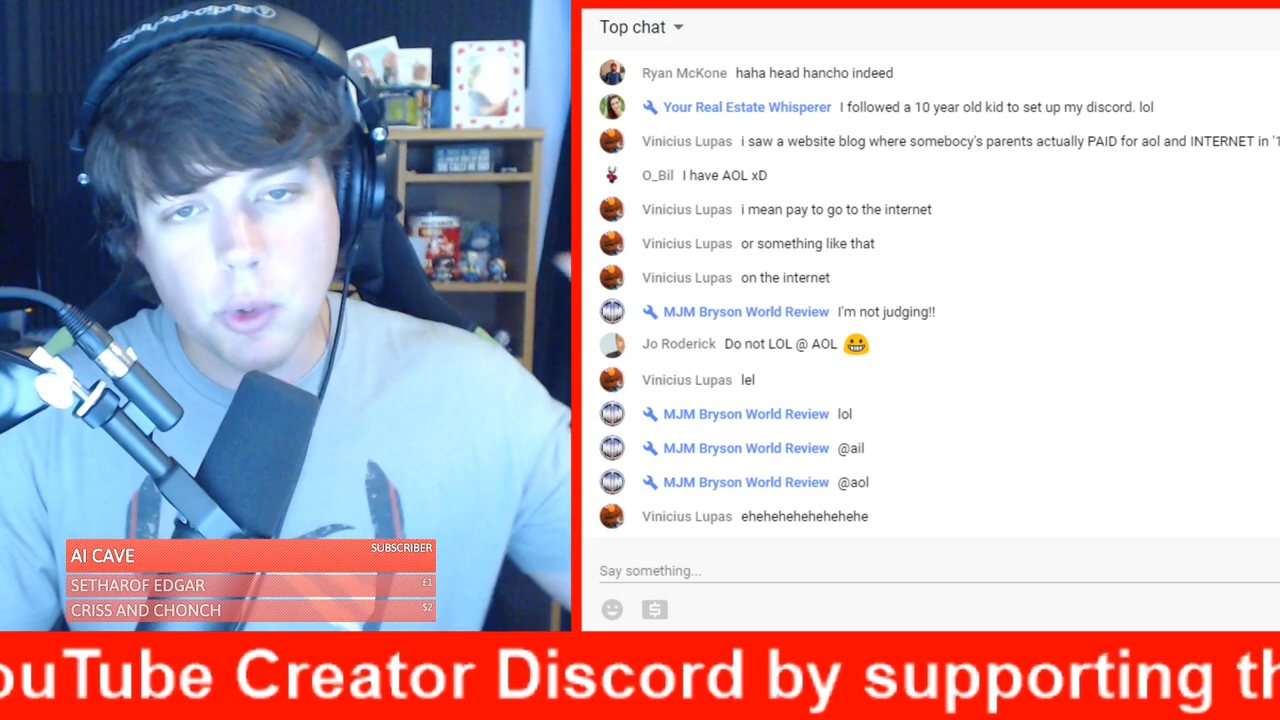 audio-technica
Top chat
Ryan McKone haha head hancho indeed
Your Real Estate Whisperer I followed a 10 year old kid to set up my discord. lol
Vinicius Lupas i saw a website blog where somebocy's parents actually PAID for aol and INTERNET in '1
O_Bil I have AOL xD
Vinicius Lupas i mean pay to go to the internet
Vinicius Lupas or something like that
Vinicius Lupas on the internet
MJM Bryson World Review I'm not judging!!
Jo Roderick Do not LOL @ AOL 😀
Vinicius Lupas lel
MJM Bryson World Review lol
MJM Bryson World Review @ail
MJM Bryson World Review @aol
Vinicius Lupas ehehehehehehehe
Say something...
AI CAVE SUBSCRIBER
SETHAROF EDGAR £1
CRISS AND CHONCH $2
ouTube Creator Discord by supporting th